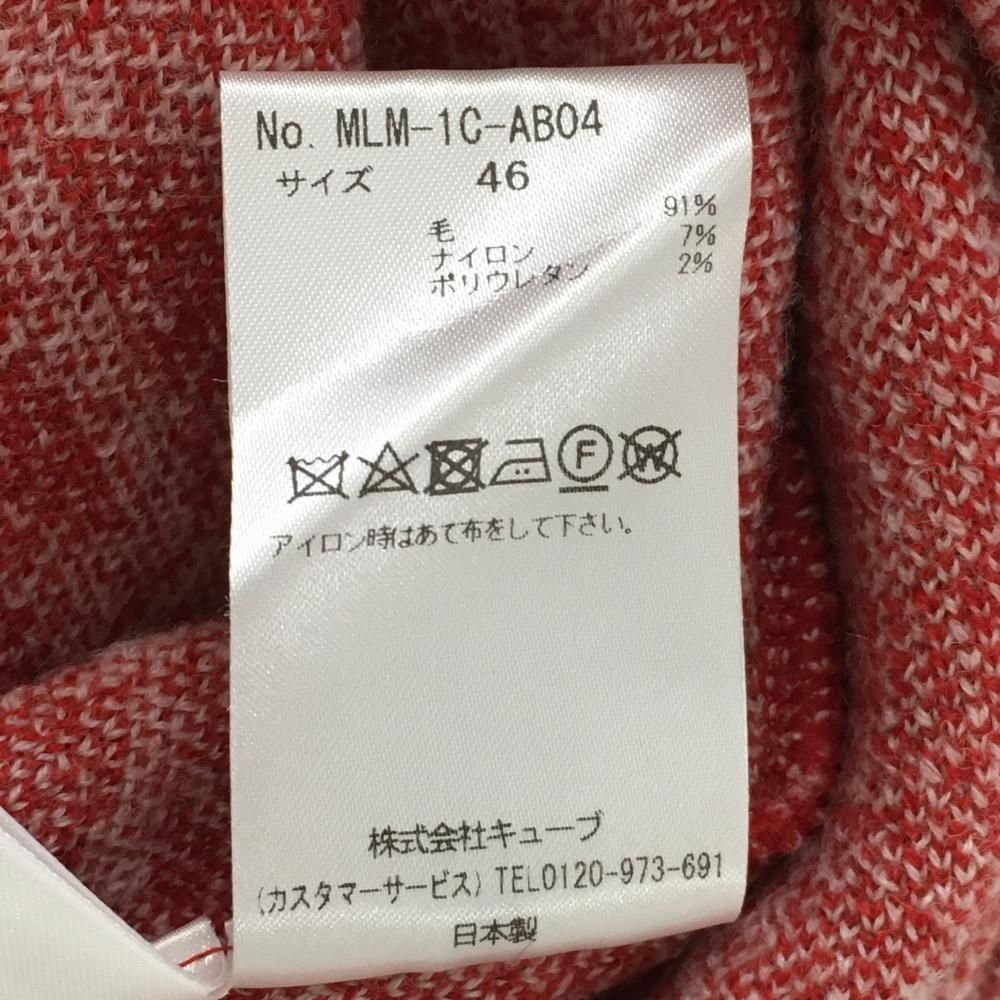 No. MLM-1C-AB04
サイズ 46
毛 91%
ナイロン 7%
ポリウレタン 2%
F W
アイロン時はあて布をして下さい。
株式会社キューブ
(カスタマーサービス) TEL0120-973-691
日本製